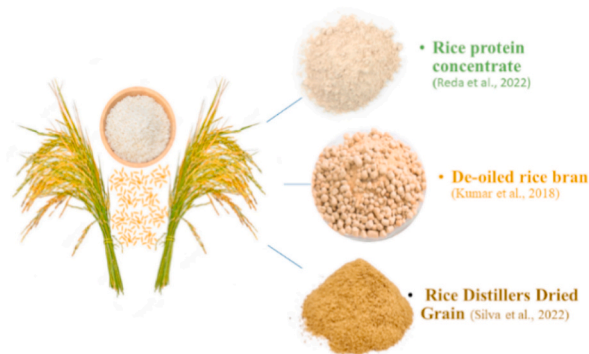 • Rice protein
concentrate
(Reda et al., 2022)
• De-oiled rice bran
(Kumar et al., 2018)
• Rice Distillers Dried
Grain (Silva et al., 2022)